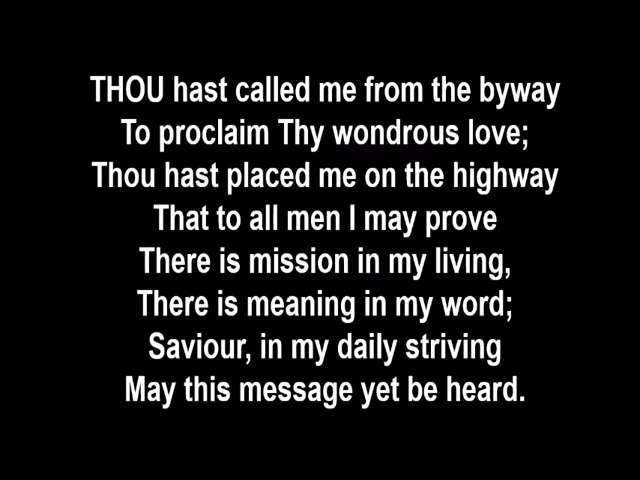 THOU hast called me from the byway
To proclaim Thy wondrous love;
Thou hast placed me on the highway
That to all men I may prove
There is mission in my living,
There is meaning in my word;
Saviour, in my daily striving
May this message yet be heard.